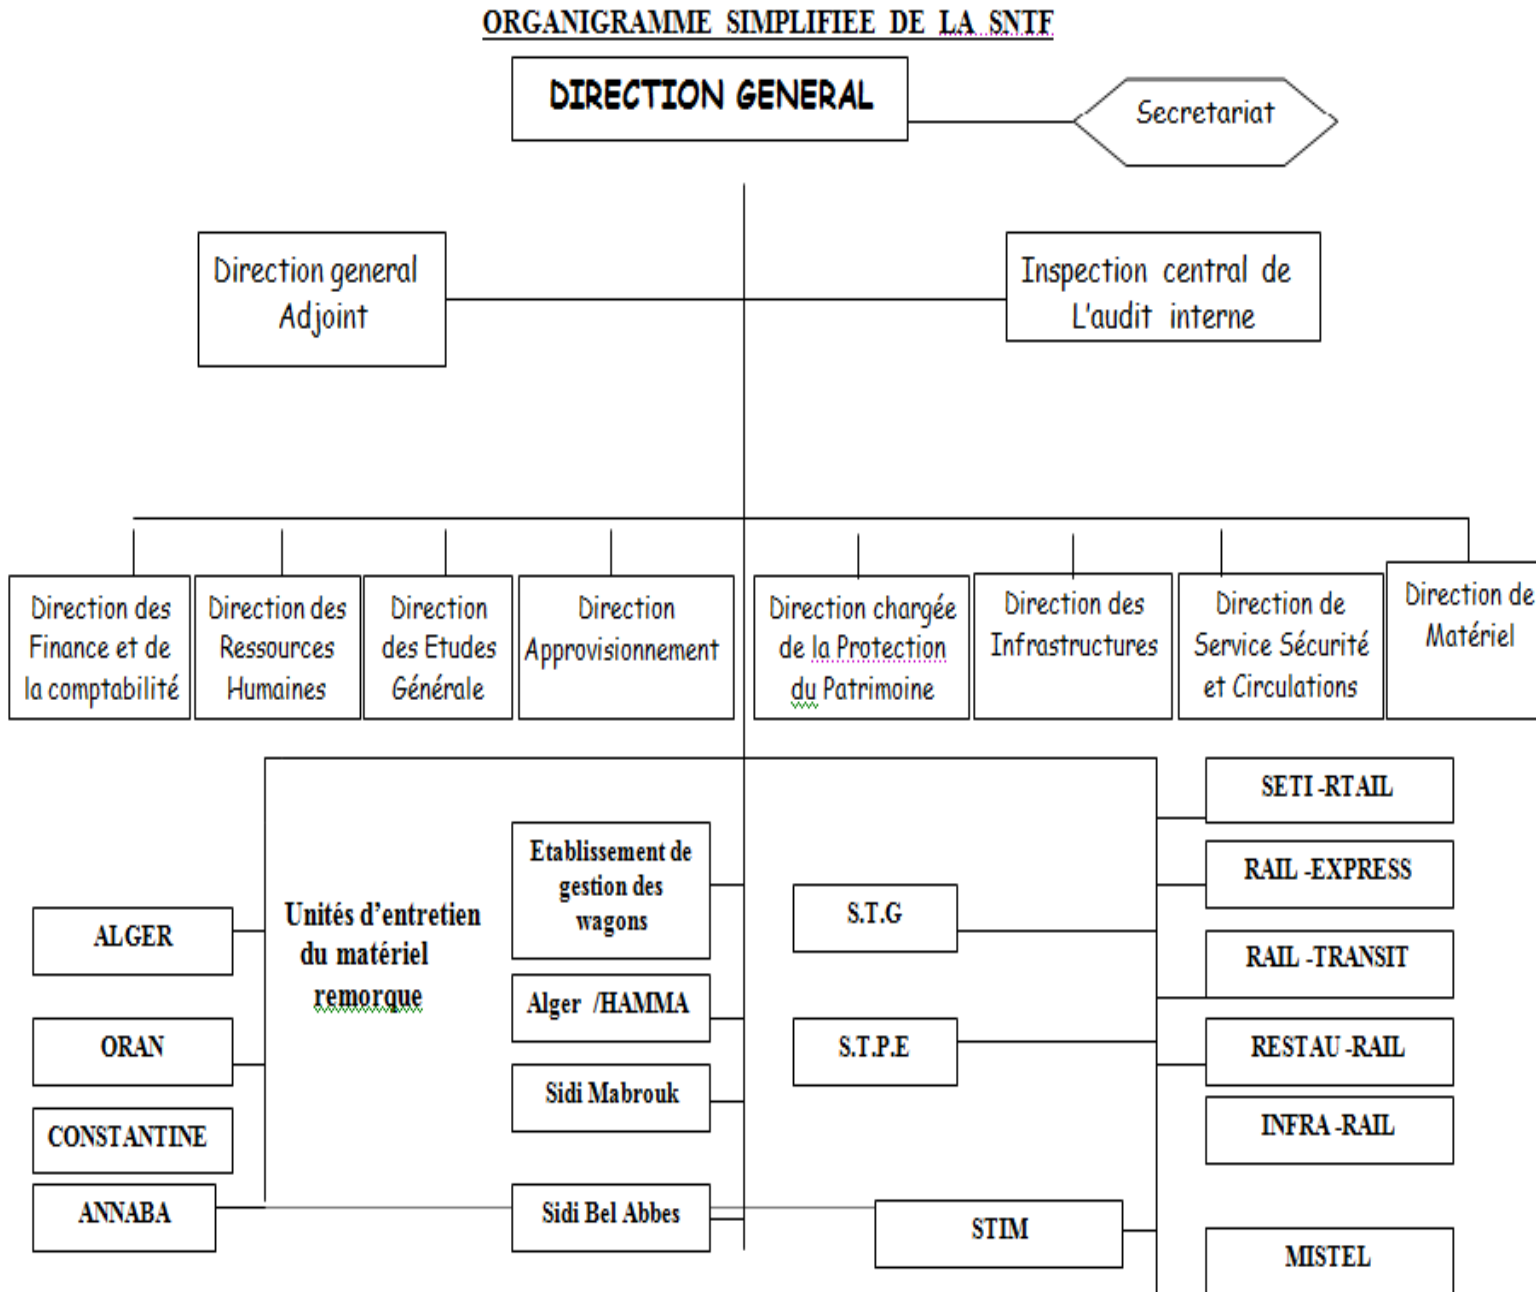 ORGANIGRAMME SIMPLIFIEE DE LA SNTF
DIRECTION GENERAL
Secretariat
Direction general
Adjoint
Inspection central de
L'audit interne
Direction des
Finance et de
la comptabilité
Direction des
Ressources
Humaines
Direction
des Etudes
Générale
Direction
Approvisionnement
Direction chargée
de la Protection
du Patrimoine
Direction des
Infrastructures
Direction de
Service Sécurité
et Circulations
Direction de
Matériel
ALGER
ORAN
CONSTANTINE
ANNABA
Unités d'entretien
du matériel
remorque
Etablissement de
gestion des
wagons
Alger /HAMMA
Sidi Mabrouk
Sidi Bel Abbes
S.T.G
S.T.P.E
STIM
SETI -RTAIL
RAIL -EXPRESS
RAIL -TRANSIT
RESTAU -RAIL
INFRA -RAIL
MISTEL